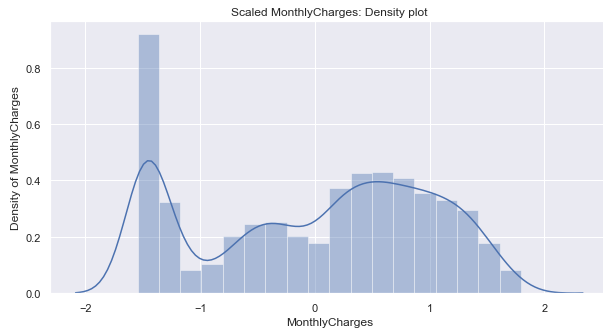 Scaled MonthlyCharges: Density plot
Density of MonthlyCharges
0.8
0.6
0.4
0.2
0.0
−2 −1 0 1 2
MonthlyCharges